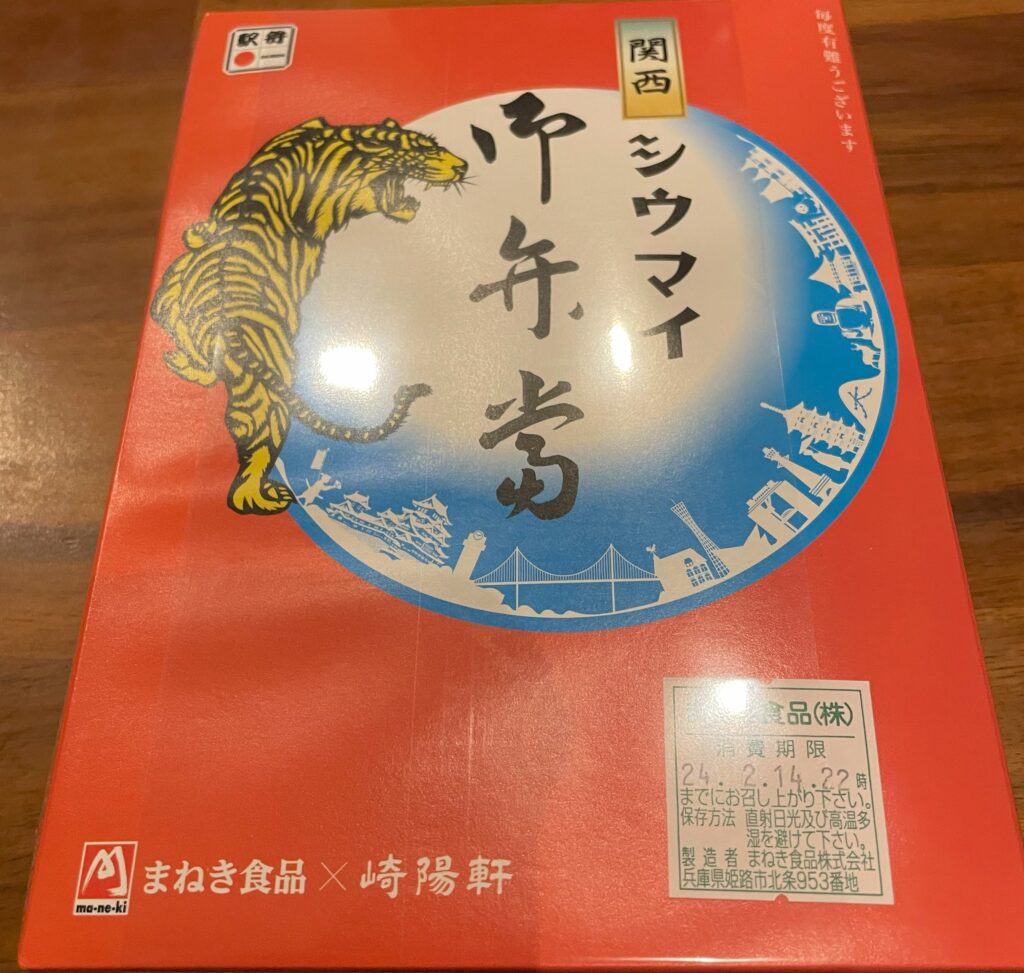 駅弁
毎度有難うございます
関西
シウマイ
御弁當
食品(株)
消費期限
24. 2.14.22時
までにお召し上がり下さい。
保存方法 直射日光及び高温多
湿を避けて下さい。
製造者 まねき食品株式会社
兵庫県姫路市北条953番地
ma-ne-ki
まねき食品×崎陽軒